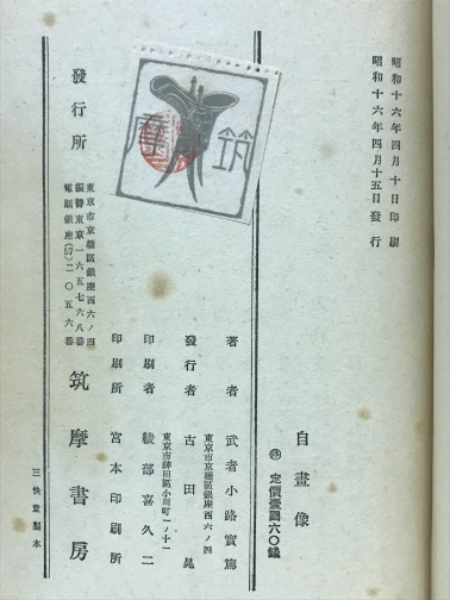 昭和十六年四月十日印刷
昭和十六年四月十五日發行
自畫像
定價壹圓六〇錢
著者 武者小路實篤
東京市京橋區銀座西六ノ四
發行者 古田晁
東京市神田區小川町一ノ十一
印刷者 綾部喜久二
印刷所 宮本印刷所
筑摩
發行所
東京市京橋區銀座西六ノ四
振替東京一六五七六八番
電話銀座(57)二〇五六番
筑摩書房
三快堂製本